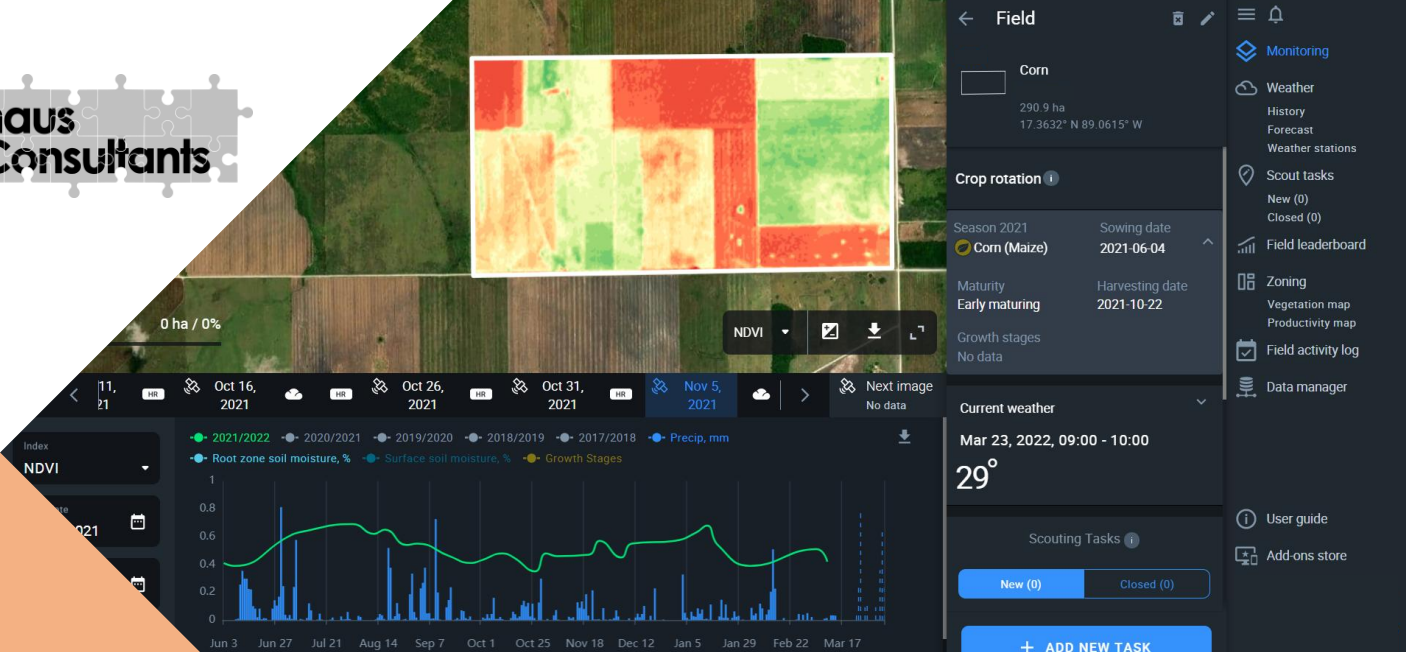 Consultants
0 ha / 0%
NDVI
Oct 16, 2021
Oct 26, 2021
Oct 31, 2021
Nov 5, 2021
HR
HR
HR
HR
Next image
No data
Index
NDVI
2021/2022
2020/2021
2019/2020
2018/2019
2017/2018
Precip, mm
Root zone soil moisture, %
Surface soil moisture, %
Growth Stages
1
0.8
0.6
0.4
0.2
0
Jun 3
Jun 27
Jul 21
Aug 14
Sep 7
Oct 1
Oct 25
Nov 18
Dec 12
Jan 5
Jan 29
Feb 22
Mar 17
Field
Corn
290.9 ha
17.3632° N 89.0615° W
Crop rotation
Season 2021
Corn (Maize)
Sowing date
2021-06-04
Maturity
Early maturing
Harvesting date
2021-10-22
Growth stages
No data
Current weather
Mar 23, 2022, 09:00 - 10:00
29°
Scouting Tasks
New (0)
Closed (0)
+ ADD NEW TASK
Monitoring
Weather
History
Forecast
Weather stations
Scout tasks
New (0)
Closed (0)
Field leaderboard
Zoning
Vegetation map
Productivity map
Field activity log
Data manager
User guide
Add-ons store